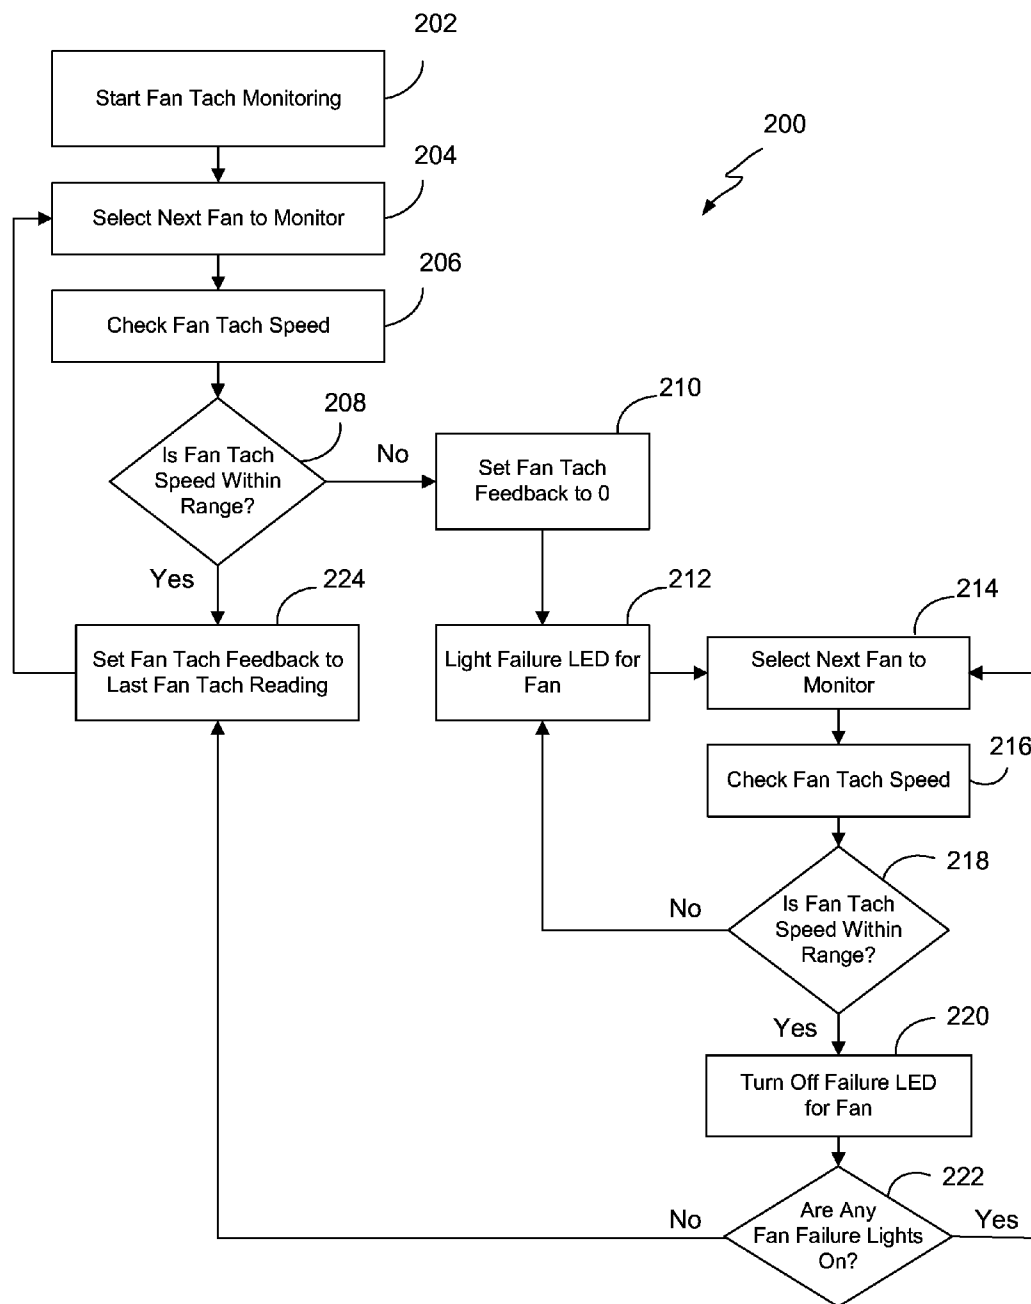 202
Start Fan Tach Monitoring
200
204
Select Next Fan to Monitor
206
Check Fan Tach Speed
208
Is Fan Tach
Speed Within
Range?
No
210
Set Fan Tach
Feedback to 0
Yes
224
Set Fan Tach Feedback to
Last Fan Tach Reading
212
Light Failure LED for
Fan
214
Select Next Fan to
Monitor
216
Check Fan Tach Speed
218
Is Fan Tach
Speed Within
Range?
No
Yes
220
Turn Off Failure LED
for Fan
222
Are Any
Fan Failure Lights
On?
No
Yes